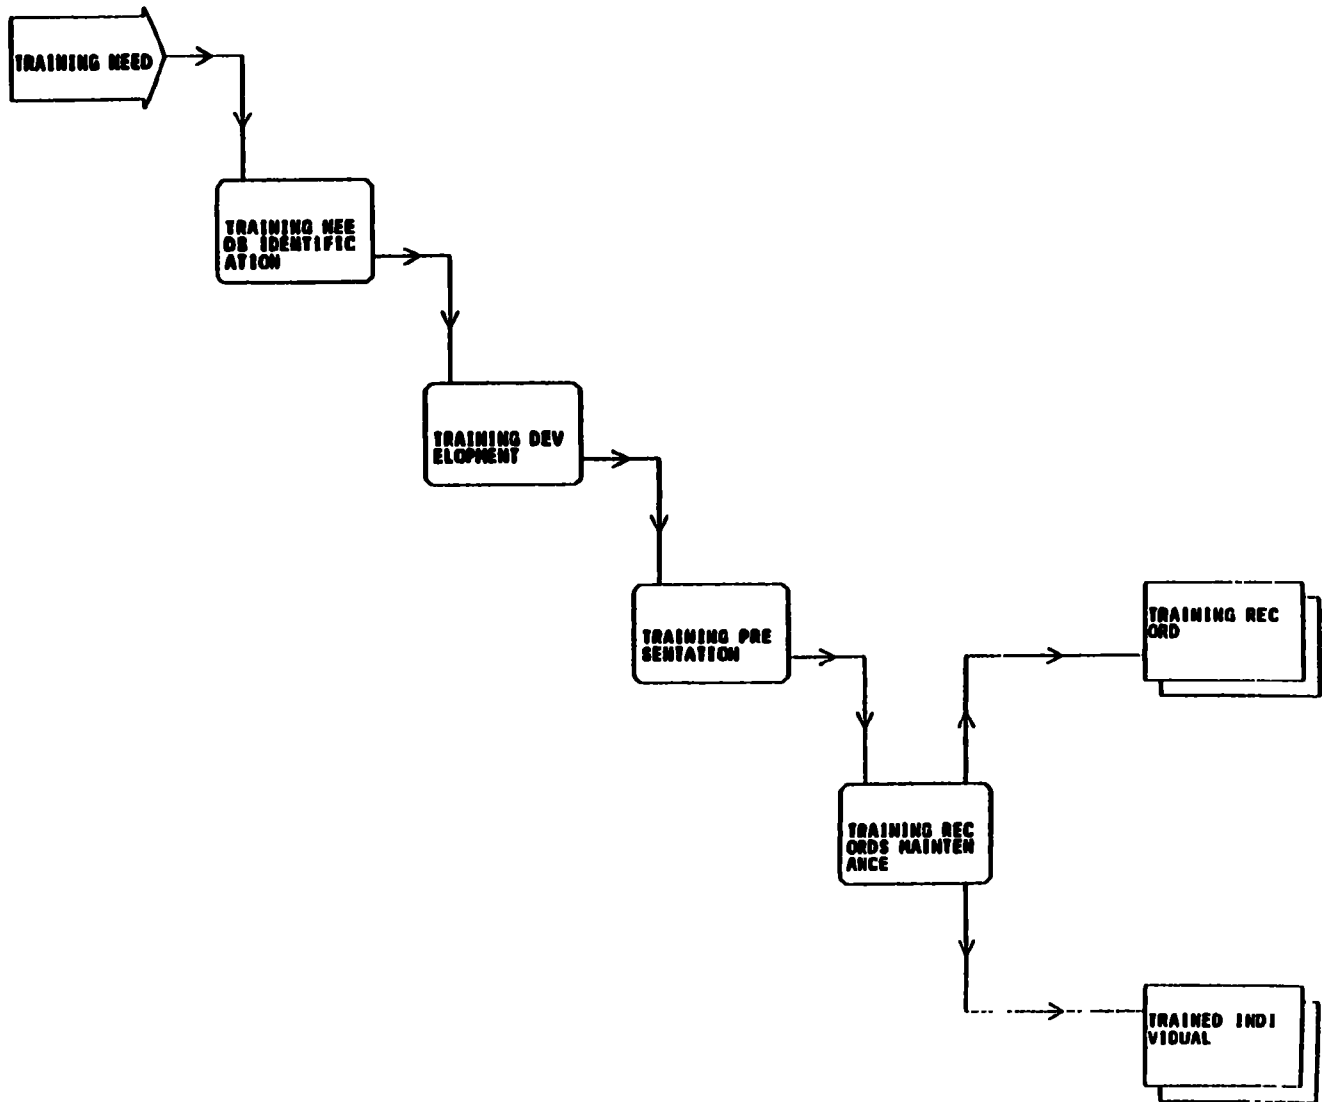 TRAINING NEED
TRAINING NEE
DS IDENTIFIC
ATION
TRAINING DEV
ELOPMENT
TRAINING PRE
SENTATION
TRAINING REC
ORD
TRAINING REC
ORDS MAINTEN
ANCE
TRAINED INDI
VIDUAL